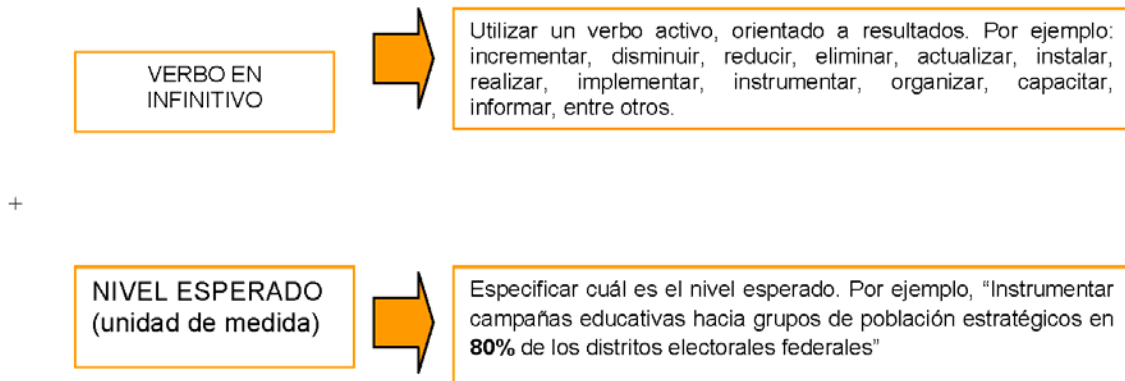 VERBO EN
INFINITIVO
Utilizar un verbo activo, orientado a resultados. Por ejemplo:
incrementar, disminuir, reducir, eliminar, actualizar, instalar,
realizar, implementar, instrumentar, organizar, capacitar,
informar, entre otros.
+
NIVEL ESPERADO
(unidad de medida)
Especificar cuál es el nivel esperado. Por ejemplo, “Instrumentar
campañas educativas hacia grupos de población estratégicos en
80% de los distritos electorales federales”